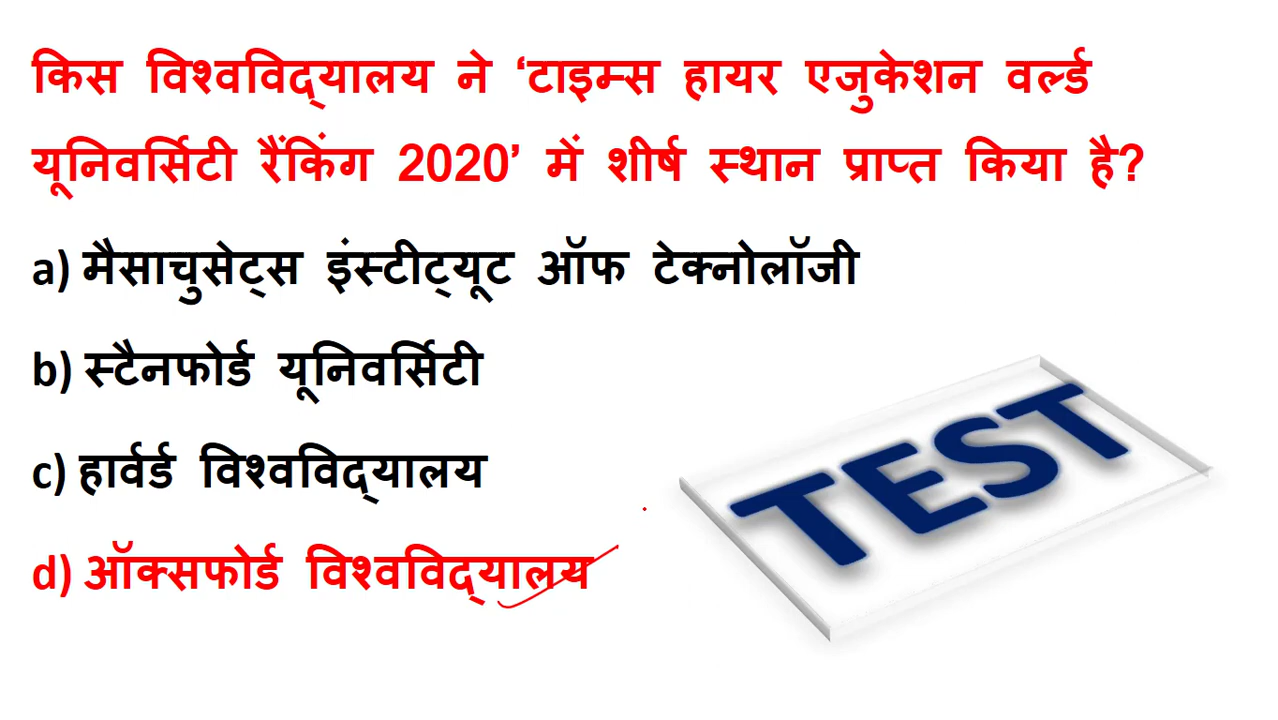 किस विश्वविद्यालय ने ‘टाइम्स हायर एजुकेशन वर्ल्ड
यूनिवर्सिटी रैंकिंग 2020’ में शीर्ष स्थान प्राप्त किया है?
a) मैसाचुसेट्स इंस्टीट्यूट ऑफ टेक्नोलॉजी
b) स्टैनफोर्ड यूनिवर्सिटी
c) हार्वर्ड विश्वविद्यालय
d) ऑक्सफोर्ड विश्वविद्यालय
TEST